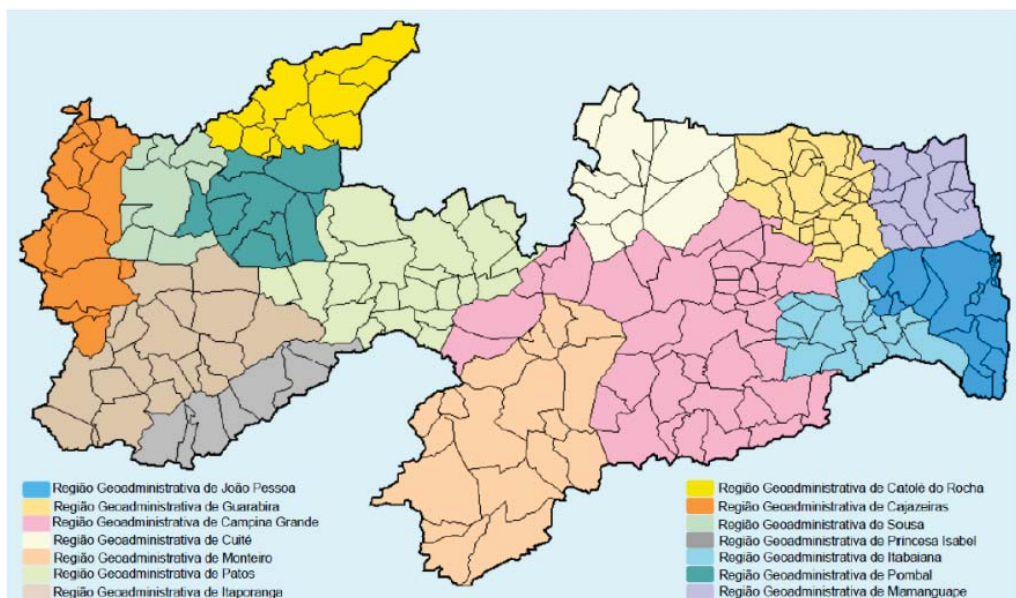 Região Geoadministrativa de João Pessoa
Região Geoadministrativa de Guarabira
Região Geoadministrativa de Campina Grande
Região Geoadministrativa de Cuité
Região Geoadministrativa de Monteiro
Região Geoadministrativa de Patos
Região Geoadministrativa de Itaporanga
Região Geoadministrativa de Catolé do Rocha
Região Geoadministrativa de Cajazeiras
Região Geoadministrativa de Sousa
Região Geoadministrativa de Princesa Isabel
Região Geoadministrativa de Itabaiana
Região Geoadministrativa de Pombal
Região Geoadministrativa de Mamanguape